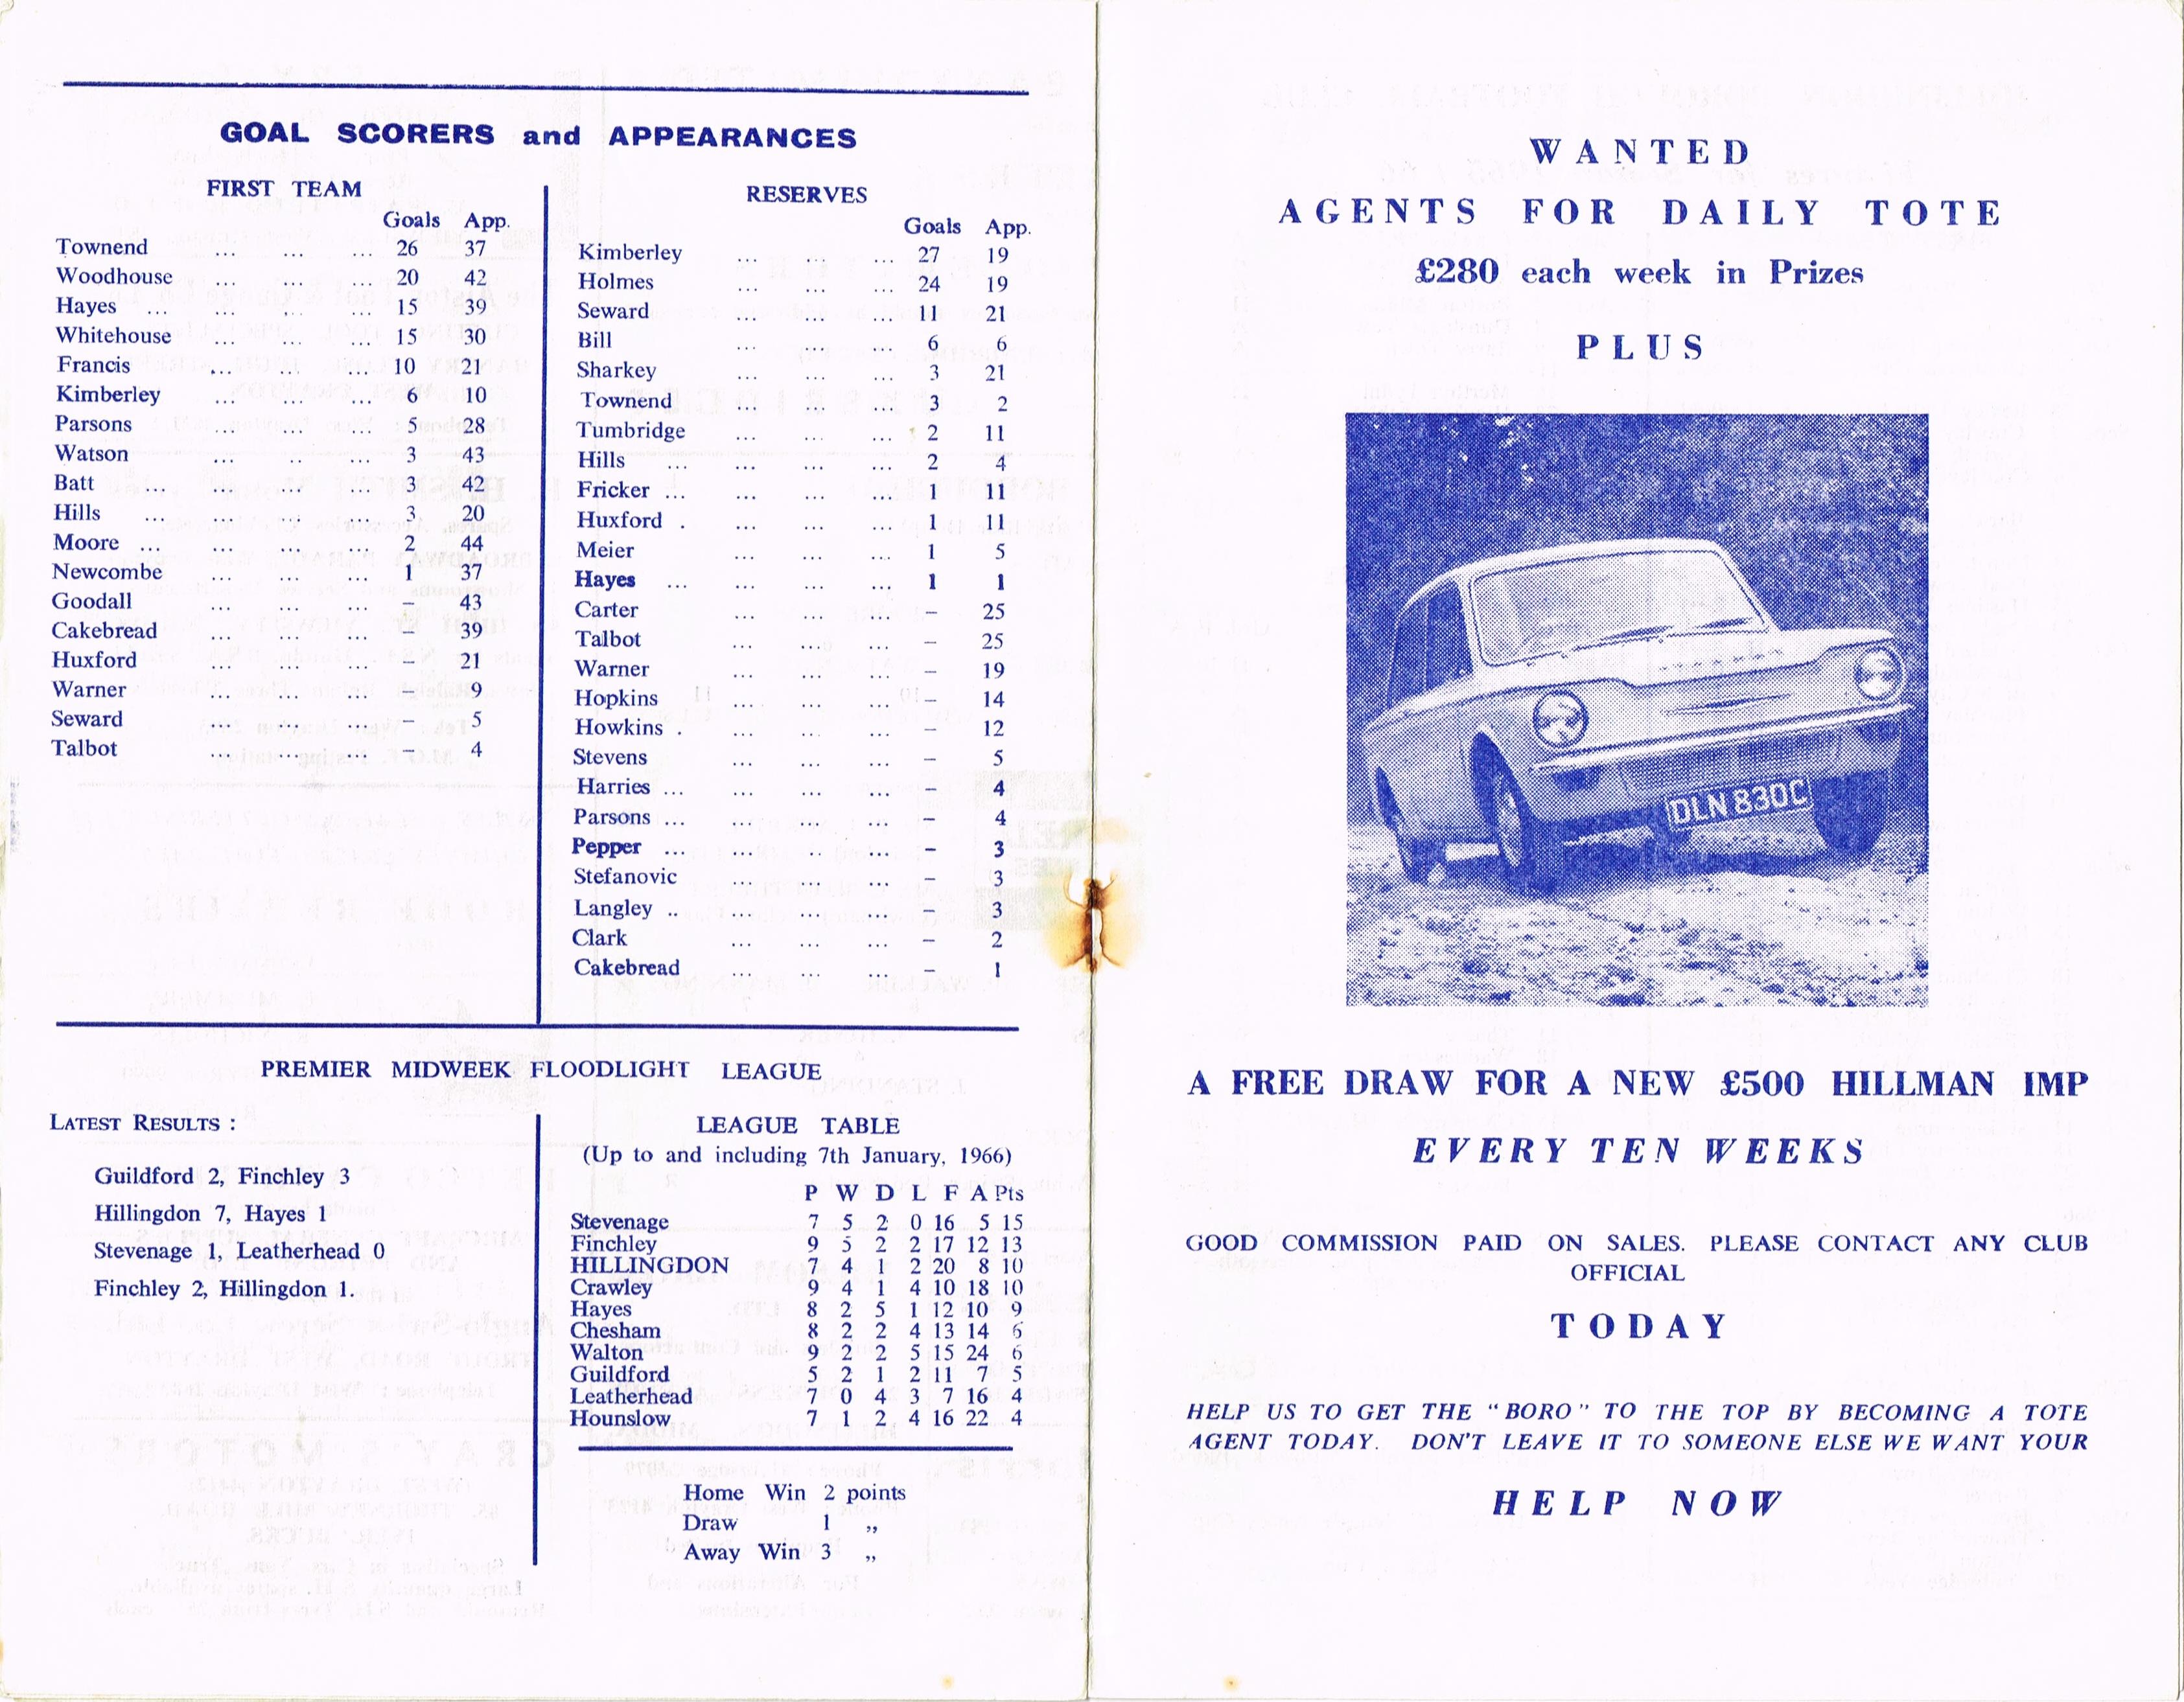 GOAL SCORERS and APPEARANCES
FIRST TEAM
Goals App.
Townend ... ... ... 26 37
Woodhouse ... ... ... 20 42
Hayes ... ... ... ... 15 39
Whitehouse ... ... ... 15 30
Francis ... ... ... 10 21
Kimberley ... ... ... 6 10
Parsons ... ... ... 5 28
Watson ... .. ... 3 43
Batt ... ... ... ... 3 42
Hills ... ... ... ... 3 20
Moore ... ... ... ... 2 44
Newcombe ... ... ... 1 37
Goodall ... ... ... – 43
Cakebread ... ... ... – 39
Huxford ... ... ... – 21
Warner ... ... ... – 9
Seward ... ... ... – 5
Talbot ... ... ... – 4
RESERVES
Goals App.
Kimberley ... ... ... 27 19
Holmes ... ... ... 24 19
Seward ... ... ... 11 21
Bill ... ... ... 6 6
Sharkey ... ... ... 3 21
Townend ... ... ... 3 2
Tumbridge ... ... ... 2 11
Hills ... ... ... ... 2 4
Fricker ... ... ... ... 1 11
Huxford . ... ... ... 1 11
Meier ... ... ... 1 5
Hayes ... ... ... ... 1 1
Carter ... ... ... – 25
Talbot ... ... ... – 25
Warner ... ... ... – 19
Hopkins ... ... ... – 14
Howkins . ... ... ... – 12
Stevens ... ... ... – 5
Harries ... ... ... ... – 4
Parsons ... ... ... ... – 4
Pepper ... ... ... ... – 3
Stefanovic ... ... ... – 3
Langley .. ... ... ... – 3
Clark ... ... ... – 2
Cakebread ... ... ... – 1
PREMIER MIDWEEK FLOODLIGHT LEAGUE
LATEST RESULTS :
Guildford 2, Finchley 3
Hillingdon 7, Hayes 1
Stevenage 1, Leatherhead 0
Finchley 2, Hillingdon 1.
LEAGUE TABLE
(Up to and including 7th January, 1966)
P W D L F A Pts
Stevenage 7 5 2 0 16 5 15
Finchley 9 5 2 2 17 12 13
HILLINGDON 7 4 1 2 20 8 10
Crawley 9 4 1 4 10 18 10
Hayes 8 2 5 1 12 10 9
Chesham 8 2 2 4 13 14 6
Walton 9 2 2 5 15 24 6
Guildford 5 2 1 2 11 7 5
Leatherhead 7 0 4 3 7 16 4
Hounslow 7 1 2 4 16 22 4
Home Win 2 points
Draw 1 „
Away Win 3 „
WANTED
AGENTS FOR DAILY TOTE
£280 each week in Prizes
PLUS
DLN 830C
A FREE DRAW FOR A NEW £500 HILLMAN IMP
EVERY TEN WEEKS
GOOD COMMISSION PAID ON SALES. PLEASE CONTACT ANY CLUB
OFFICIAL
TODAY
HELP US TO GET THE "BORO" TO THE TOP BY BECOMING A TOTE
AGENT TODAY. DON'T LEAVE IT TO SOMEONE ELSE WE WANT YOUR
HELP NOW